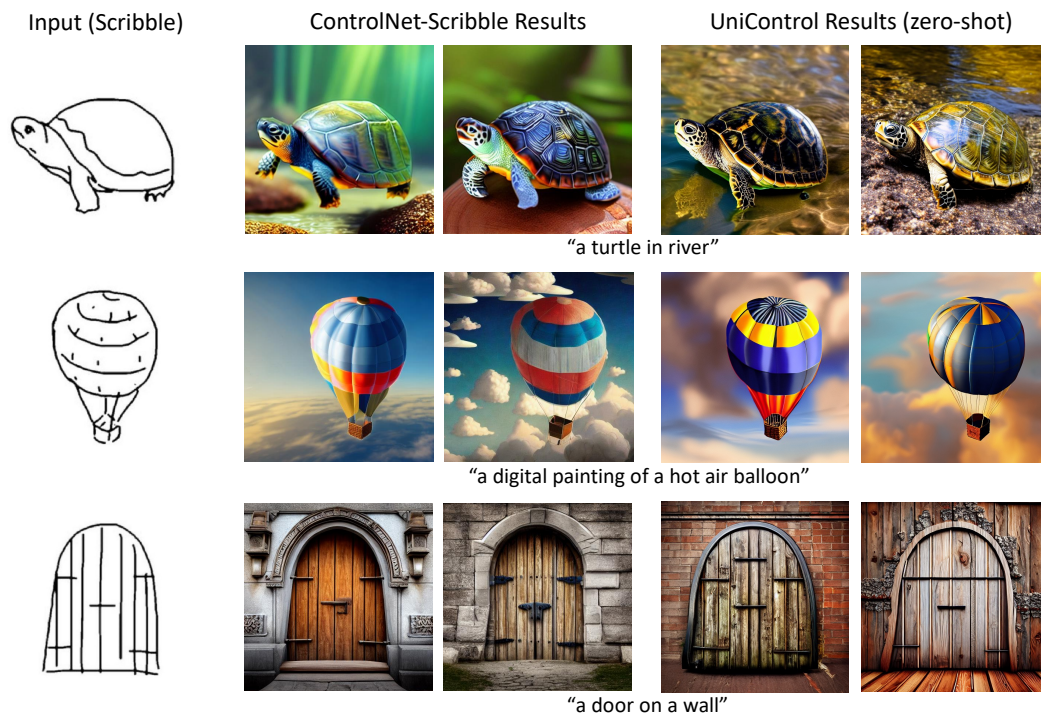 Input (Scribble)
ControlNet-Scribble Results
UniControl Results (zero-shot)
“a turtle in river”
“a digital painting of a hot air balloon”
“a door on a wall”